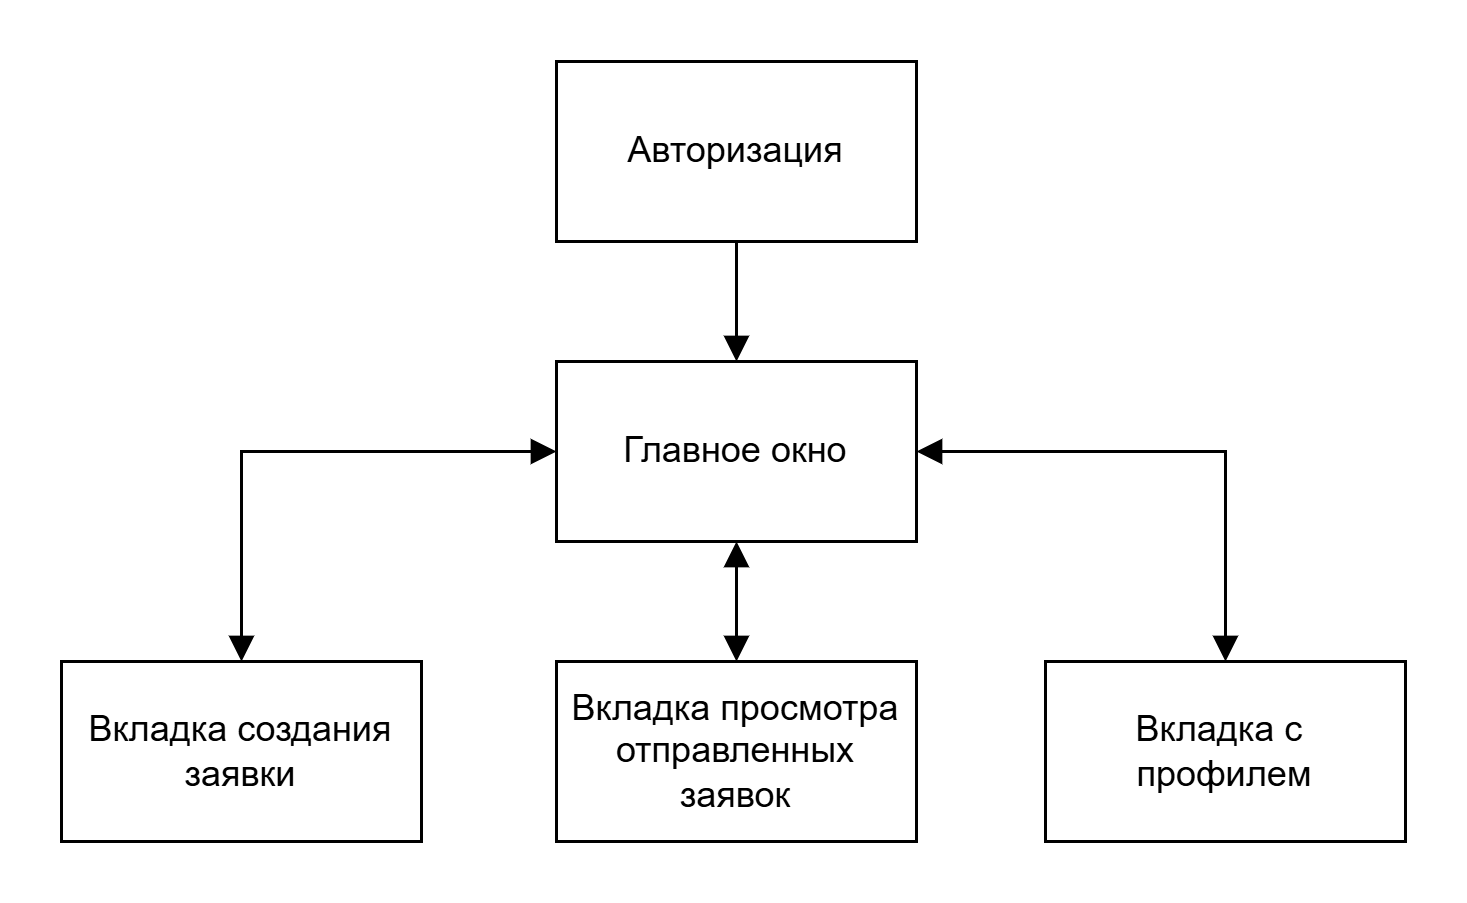 Авторизация
Главное окно
Вкладка создания
заявки
Вкладка просмотра
отправленных
заявок
Вкладка с
профилем